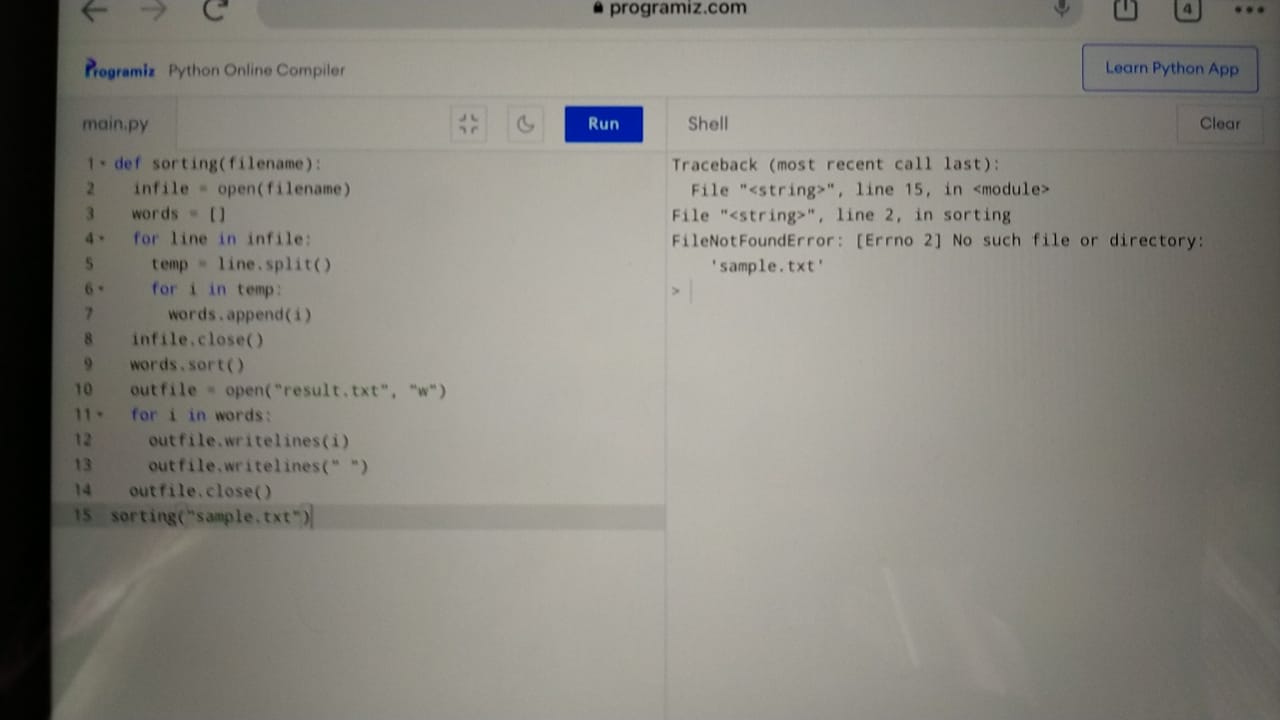 programiz.com
4
Programiz Python Online Compiler
Learn Python App
main.py
Run
Shell
Clear
1 def sorting(filename):
2 infile = open(filename)
3 words = []
4 for line in infile:
5 temp = line.split()
6 for i in temp:
7 words.append(i)
8 infile.close()
9 words.sort()
10 outfile = open("result.txt", "w")
11 for i in words:
12 outfile.writelines(i)
13 outfile.writelines(" ")
14 outfile.close()
15 sorting("sample.txt")
Traceback (most recent call last):
File "<string>", line 15, in <module>
File "<string>", line 2, in sorting
FileNotFoundError: [Errno 2] No such file or directory:
'sample.txt'
>